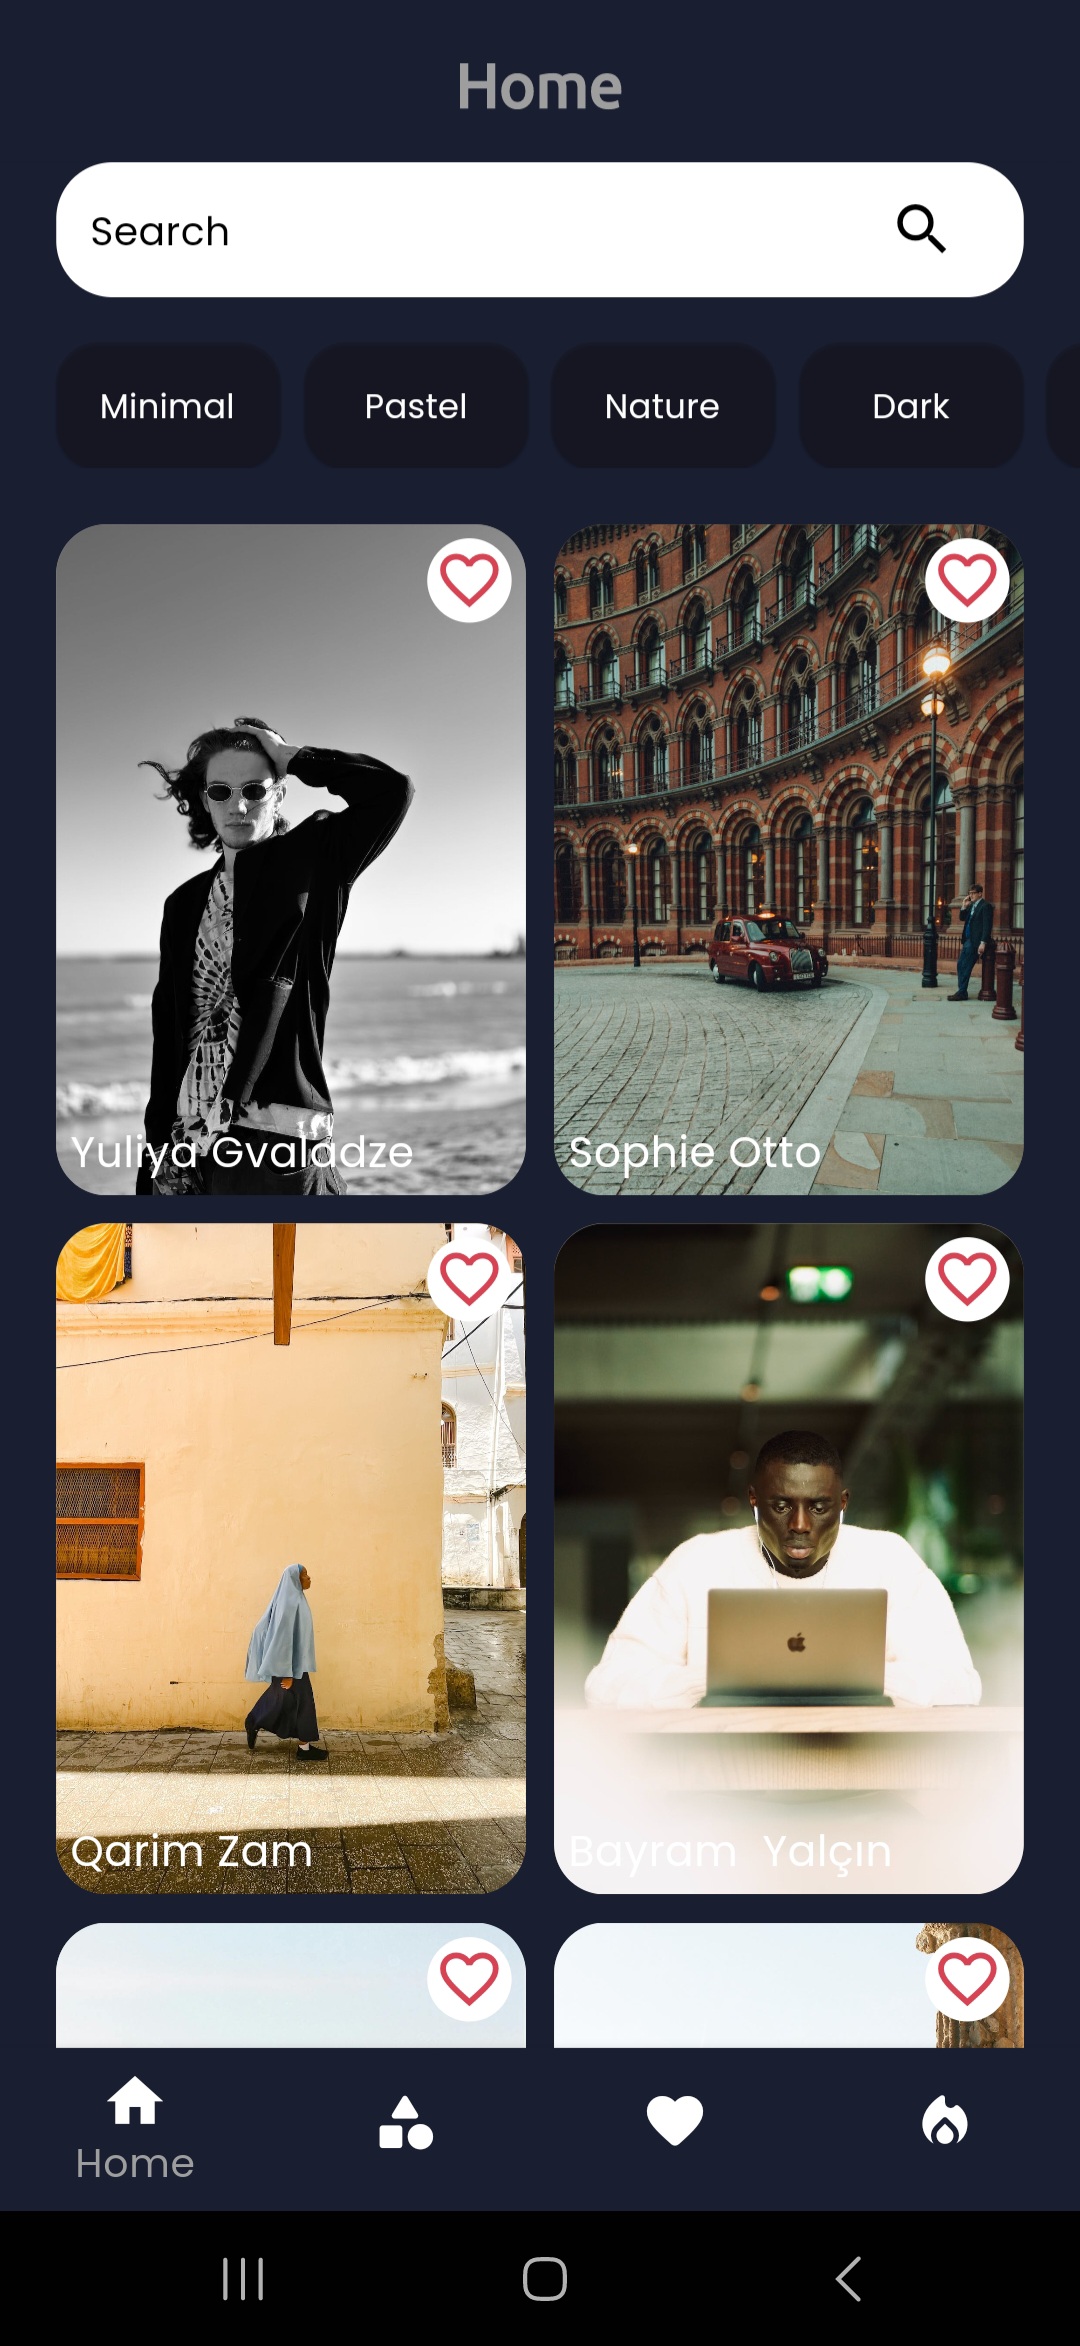 Home
Search
Minimal
Pastel
Nature
Dark
Yuliya Gvaladze
Sophie Otto
Qarim Zam
Bayram  Yalçın
Home